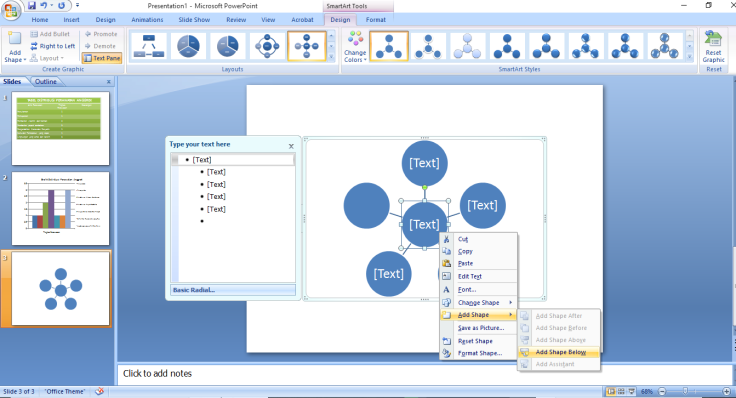 Presentation1 - Microsoft PowerPoint
SmartArt Tools
Home Insert Design Animations Slide Show Review View Acrobat Design Format
Add Shape
Add Bullet
Right to Left
Layout
Promote
Demote
Text Pane
Create Graphic
Layouts
Change Colors
SmartArt Styles
Reset Graphic
Reset
Slides Outline
1
2
3
Type your text here
[Text]
[Text]
[Text]
[Text]
[Text]
Basic Radial...
[Text]
[Text]
[Text]
[Text]
Cut
Copy
Paste
Edit Text
Font...
Change Shape
Add Shape
Save as Picture...
Reset Shape
Format Shape...
Add Shape After
Add Shape Before
Add Shape Above
Add Shape Below
Add Assistant
Click to add notes
Slide 3 of 3 "Office Theme" 68%